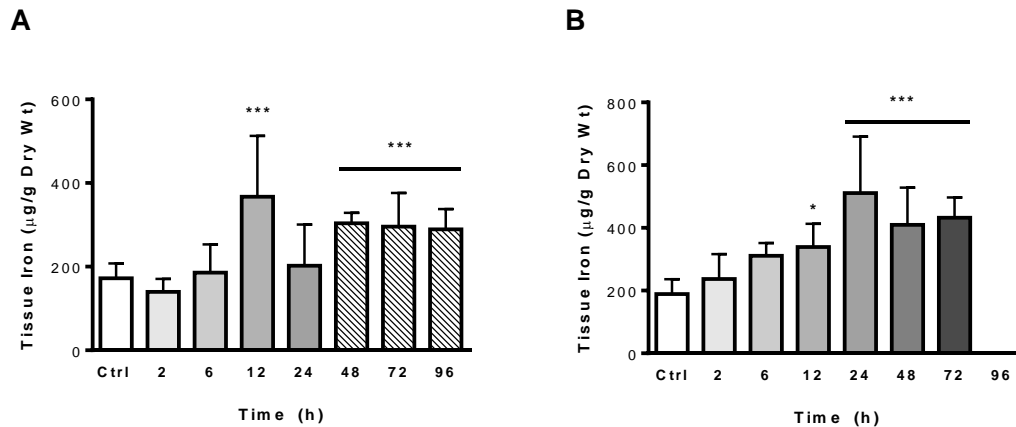 A
Tissue Iron (µg/g Dry Wt)
600
400
200
0
***
***
Ctrl 2 6 12 24 48 72 96
Time (h)
B
Tissue Iron (µg/g Dry Wt)
800
600
400
200
0
***
*
Ctrl 2 6 12 24 48 72 96
Time (h)